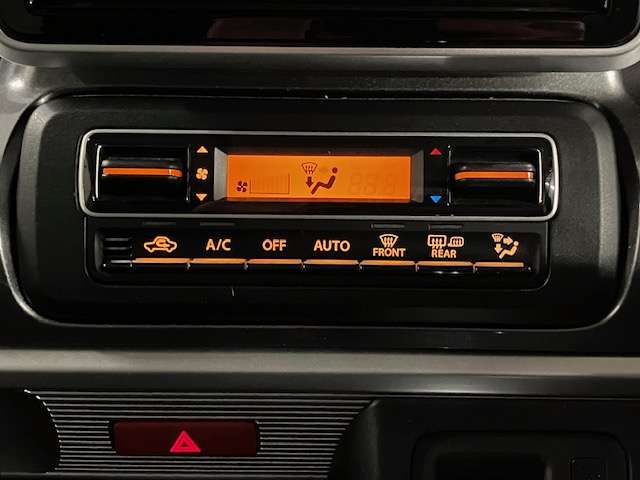 A/C OFF AUTO FRONT REAR